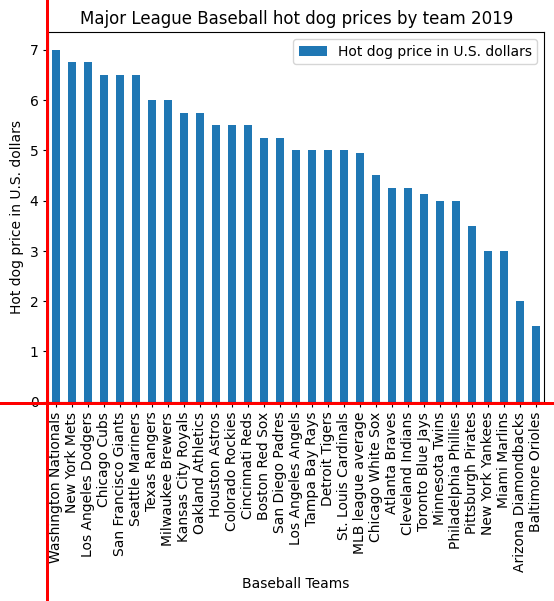 Major League Baseball hot dog prices by team 2019
Hot dog price in U.S. dollars
Hot dog price in U.S. dollars
7
6
5
4
3
2
1
0
Washington Nationals
New York Mets
Los Angeles Dodgers
Chicago Cubs
San Francisco Giants
Seattle Mariners
Texas Rangers
Milwaukee Brewers
Kansas City Royals
Oakland Athletics
Houston Astros
Colorado Rockies
Cincinnati Reds
Boston Red Sox
San Diego Padres
Los Angeles Angels
Tampa Bay Rays
Detroit Tigers
St. Louis Cardinals
MLB league average
Chicago White Sox
Atlanta Braves
Cleveland Indians
Toronto Blue Jays
Minnesota Twins
Philadelphia Phillies
Pittsburgh Pirates
New York Yankees
Miami Marlins
Arizona Diamondbacks
Baltimore Orioles
Baseball Teams